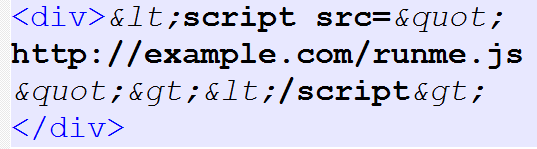 <div>&lt;script src=&quot;
http://example.com/runme.js
&quot;&gt;&lt;/script&gt;
</div>